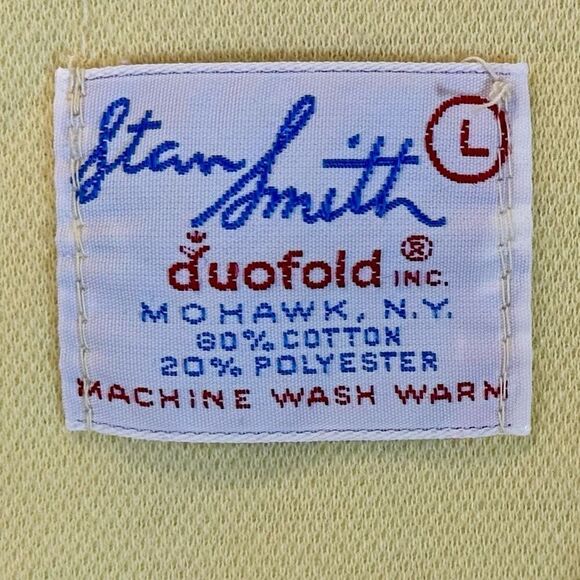 Stan Smith L
duofold ® INC.
MOHAWK, N.Y.
80% COTTON
20% POLYESTER
MACHINE WASH WARM